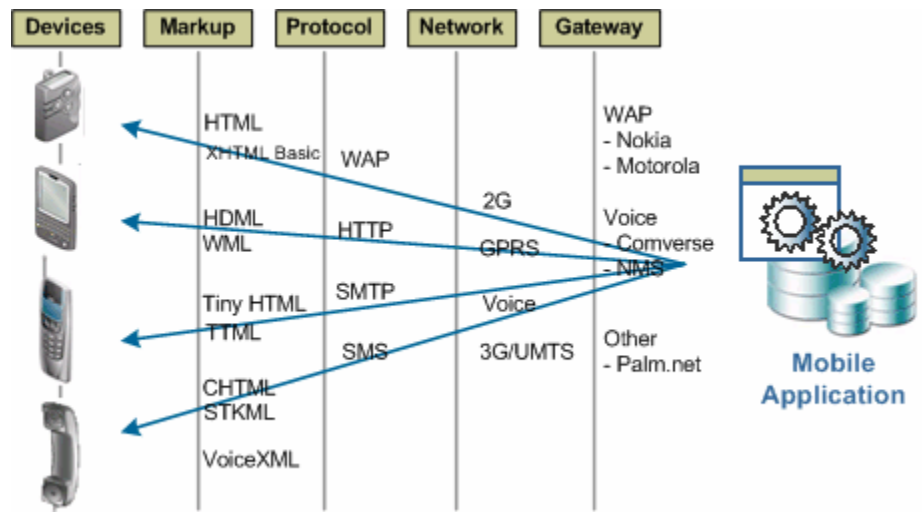 Devices
Markup
Protocol
Network
Gateway
HTML
XHTML Basic
HDML
WML
Tiny HTML
TTML
CHTML
STKML
VoiceXML
WAP
HTTP
SMTP
SMS
2G
GPRS
Voice
3G/UMTS
WAP
- Nokia
- Motorola
Voice
- Comverse
- NMS
Other
- Palm.net
Mobile
Application